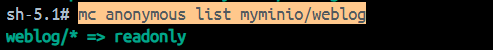 sh-5.1# mc anonymous list myminio/weblog
weblog/* => readonly